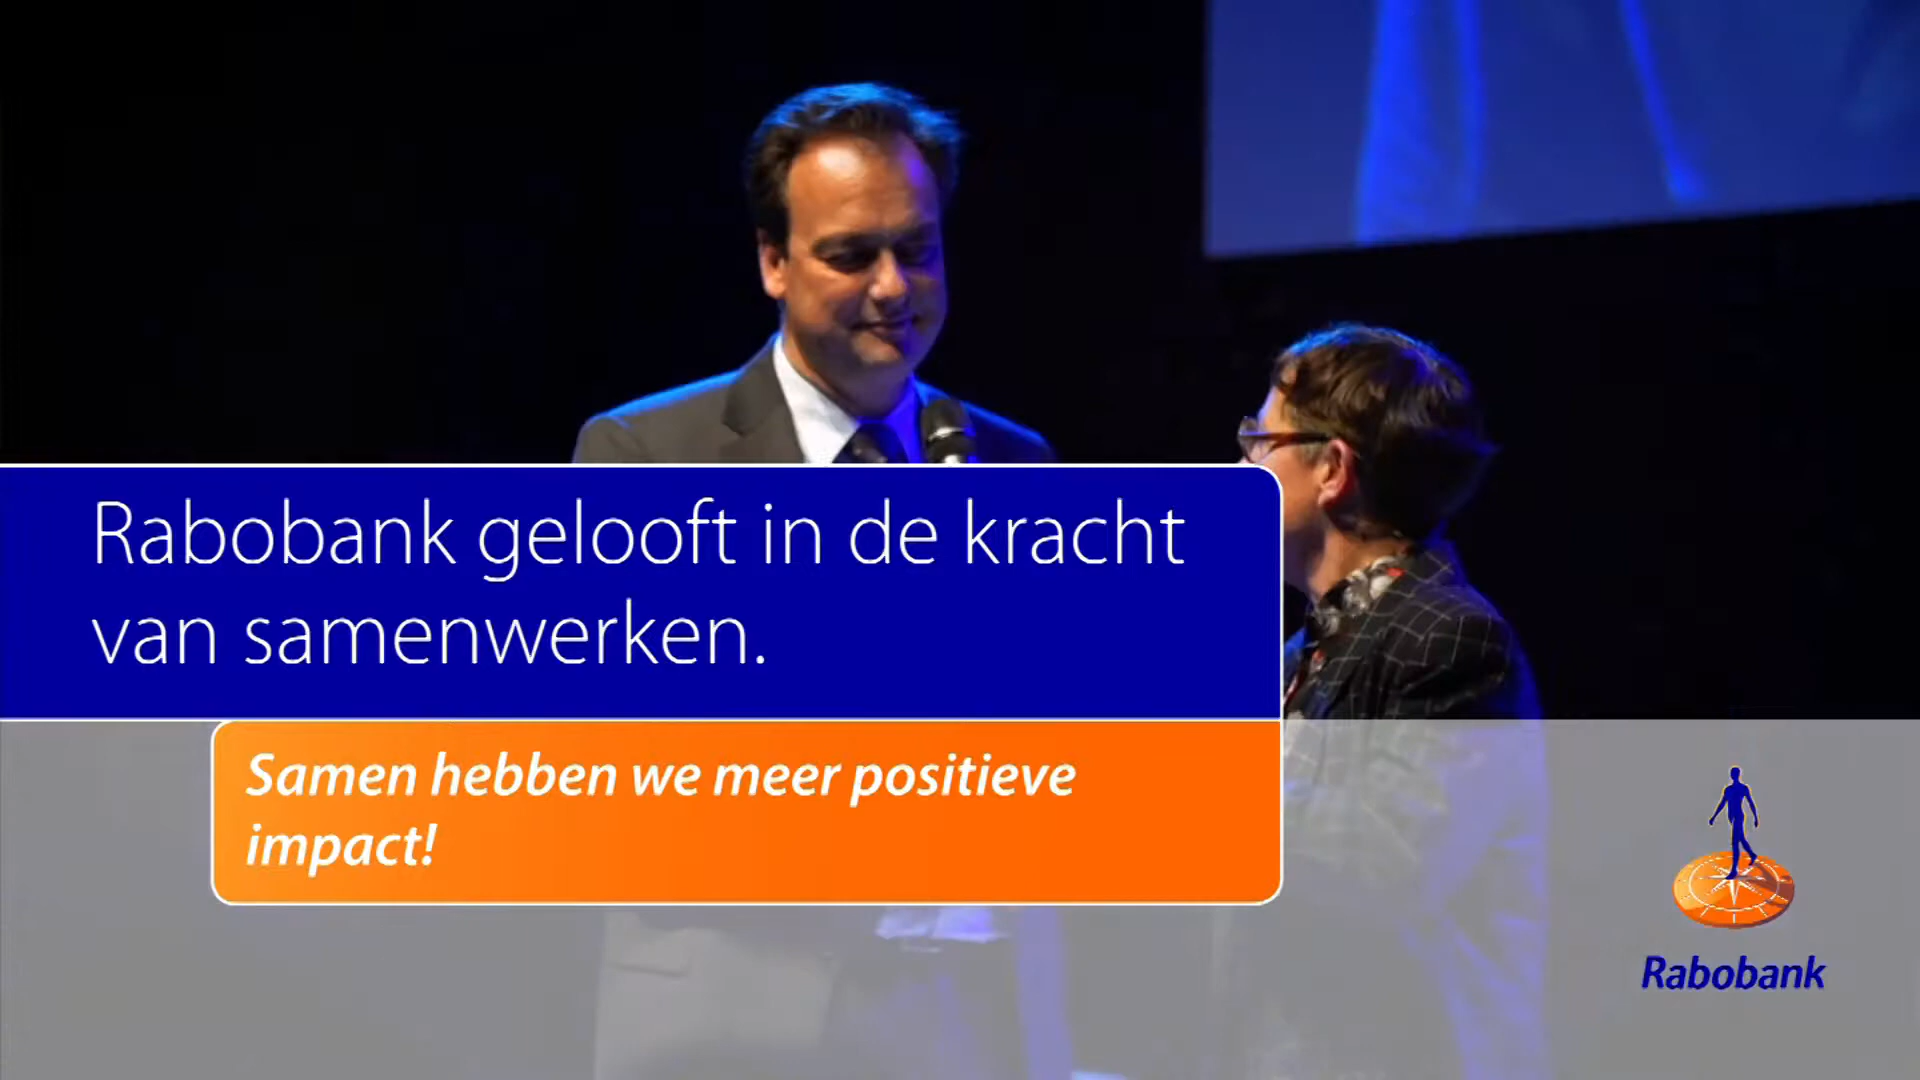 Rabobank gelooft in de kracht
van samenwerken.
Samen hebben we meer positieve
impact!
Rabobank